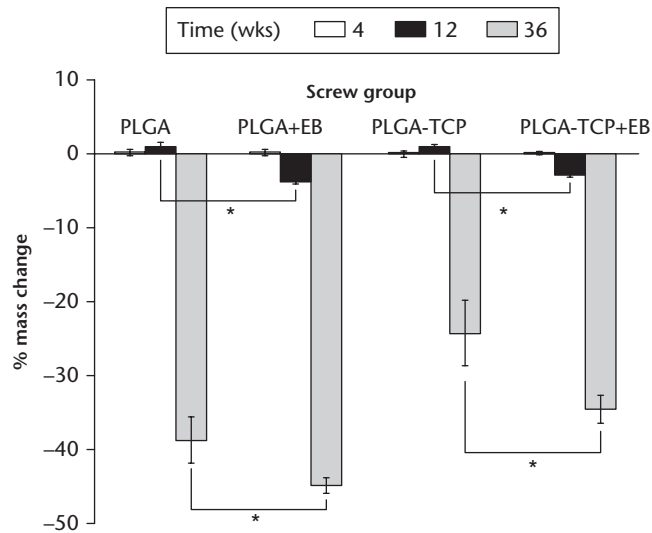 Time (wks) 4 12 36
Screw group
PLGA PLGA+EB PLGA-TCP PLGA-TCP+EB
% mass change
10
0
–10
–20
–30
–40
–50
*
*
*
*